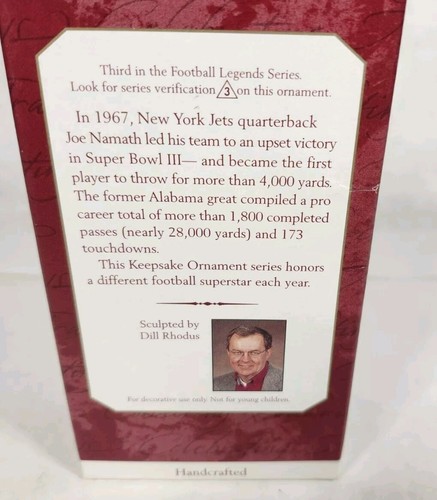 Third in the Football Legends Series.
Look for series verification 3 on this ornament.
In 1967, New York Jets quarterback
Joe Namath led his team to an upset victory
in Super Bowl III— and became the first
player to throw for more than 4,000 yards.
The former Alabama great compiled a pro
career total of more than 1,800 completed
passes (nearly 28,000 yards) and 173
touchdowns.
This Keepsake Ornament series honors
a different football superstar each year.
Sculpted by
Dill Rhodus
For decorative use only. Not for young children.
Handcrafted